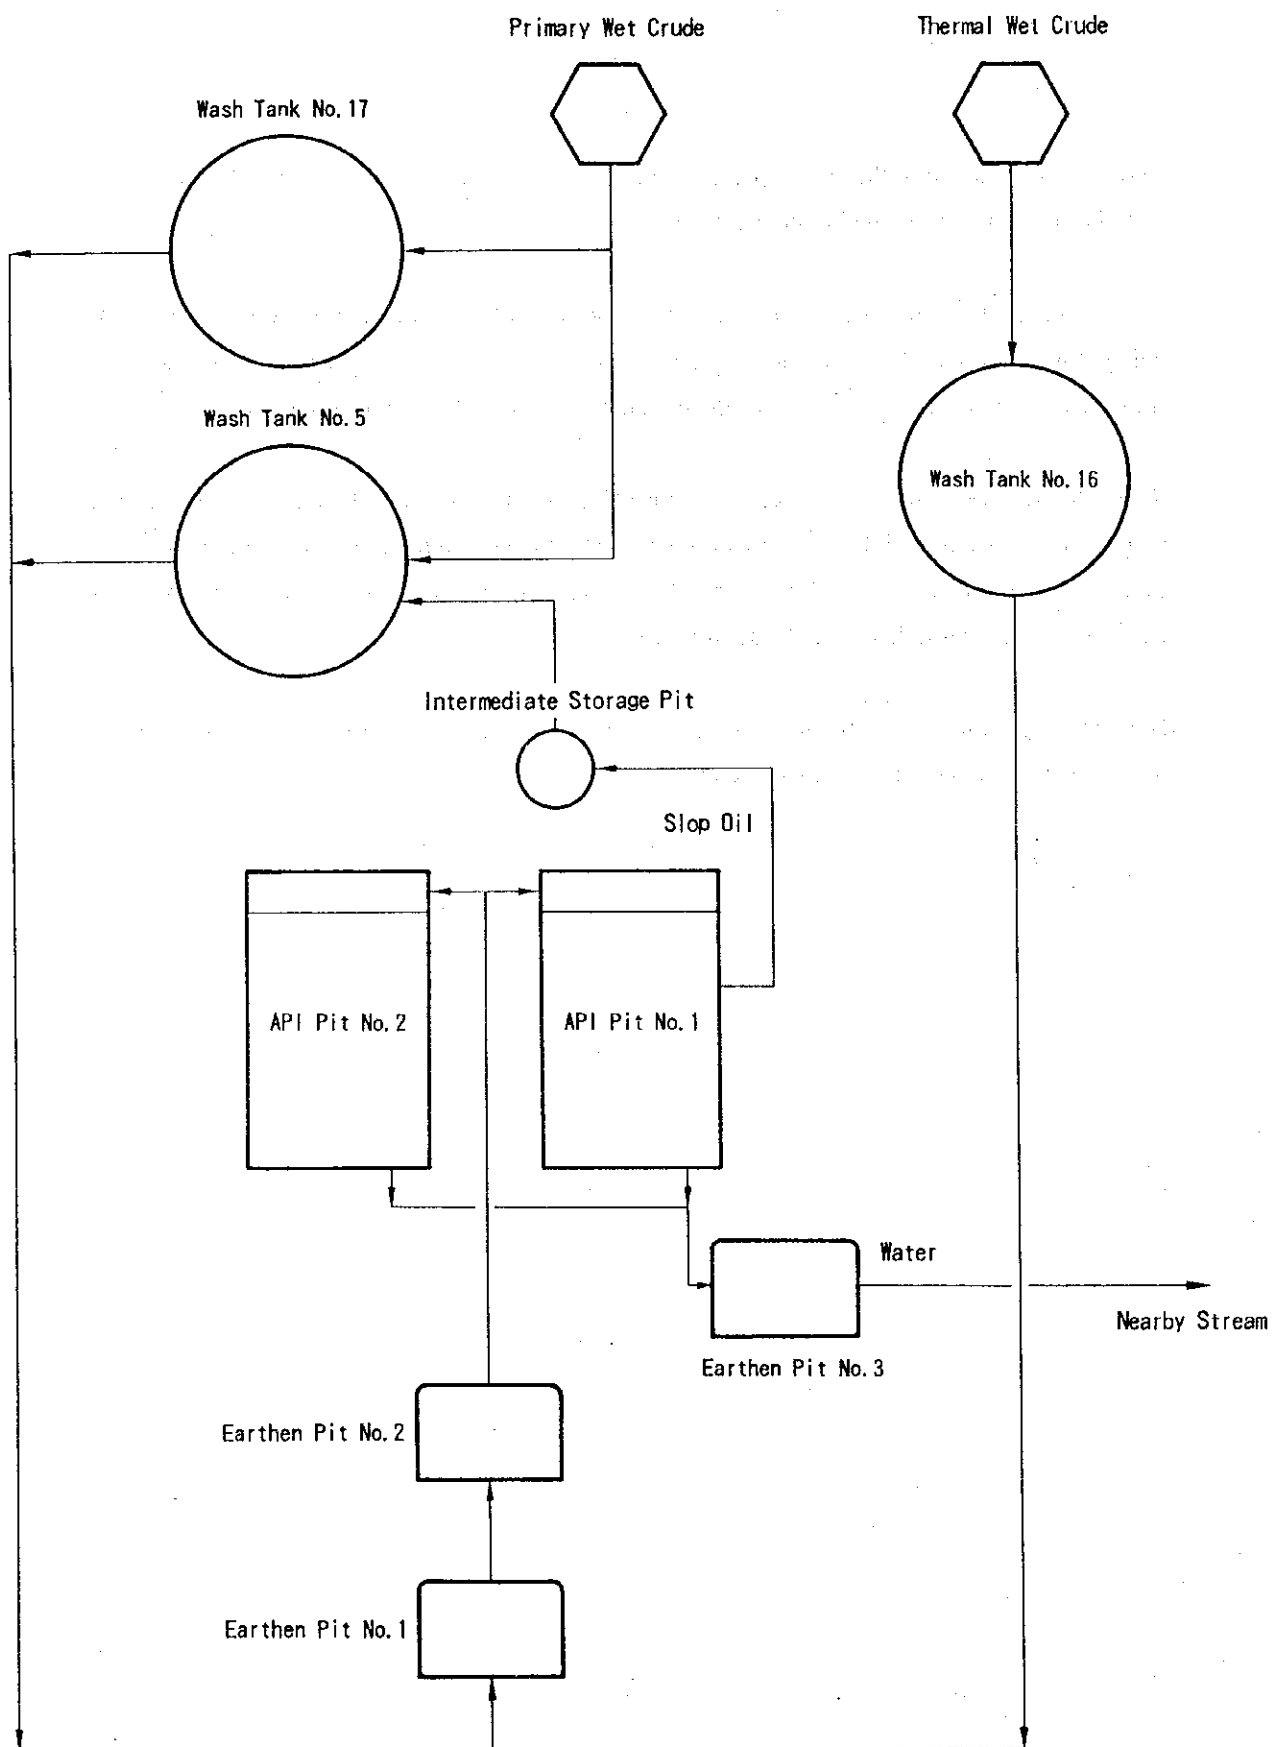 Primary Wet Crude
Thermal Wet Crude
Wash Tank No. 17
Wash Tank No. 5
Wash Tank No. 16
Intermediate Storage Pit
Slop Oil
API Pit No. 2
API Pit No. 1
Water
Nearby Stream
Earthen Pit No. 3
Earthen Pit No. 2
Earthen Pit No. 1